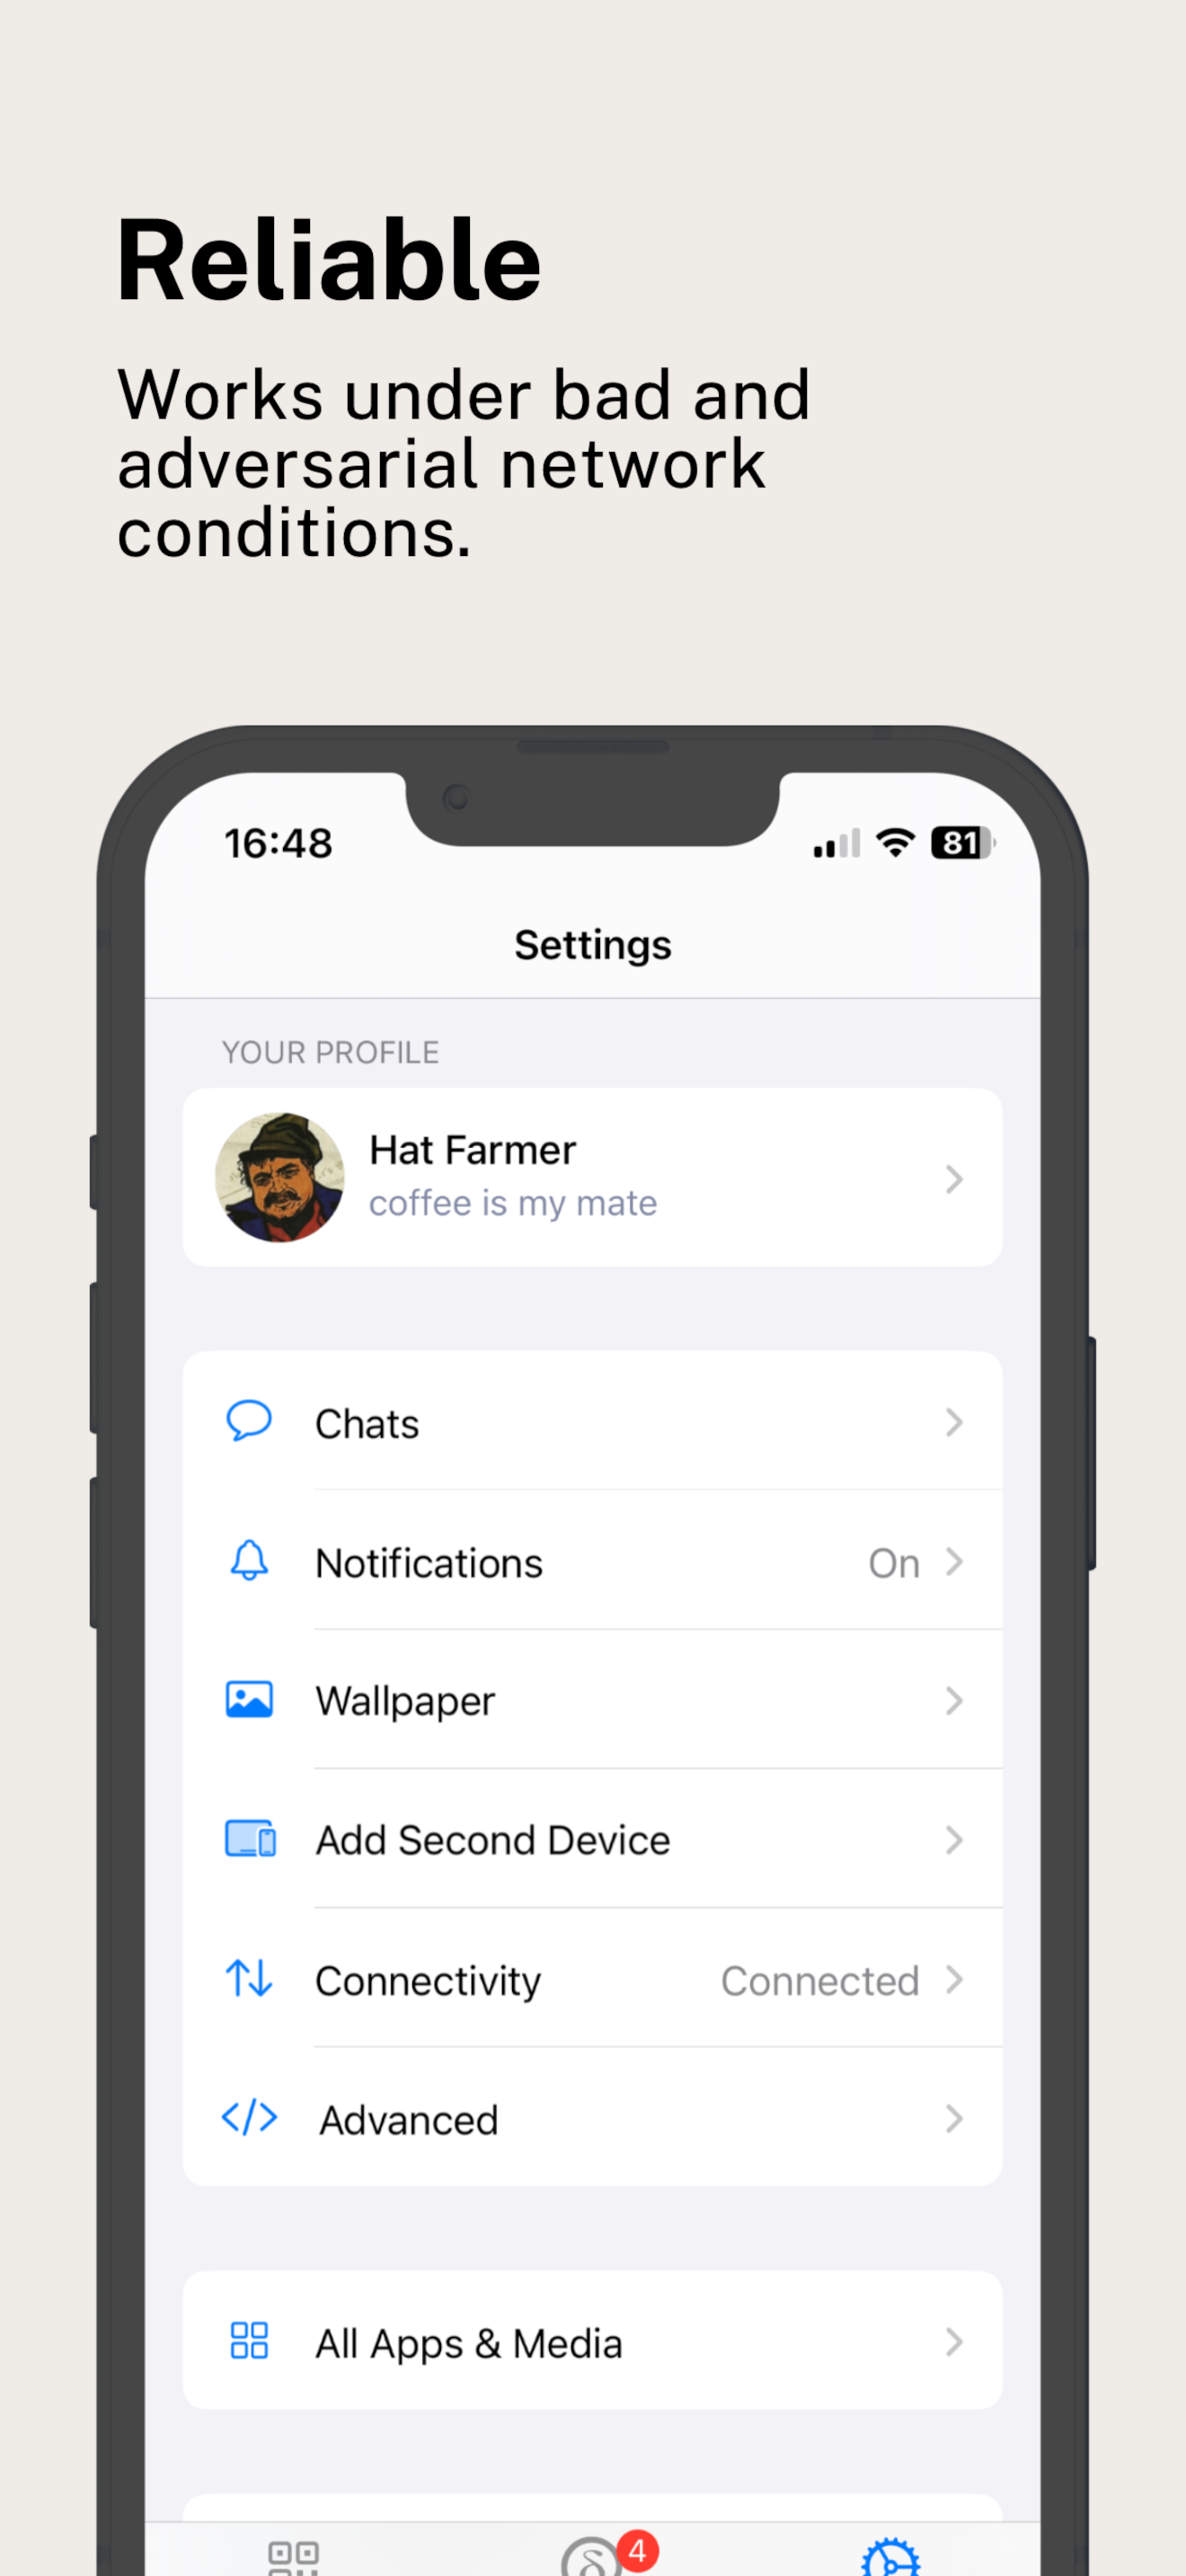 Reliable
Works under bad and
adversarial network
conditions.
16:48
81
Settings
YOUR PROFILE
Hat Farmer
coffee is my mate
Chats
Notifications On
Wallpaper
Add Second Device
Connectivity Connected
Advanced
All Apps & Media
4